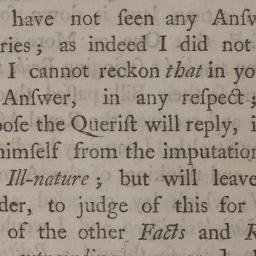 have not ſeen any Anſw
ries; as indeed I did not
I cannot reckon that in yo
Anſwer, in any reſpect;
oſe the Queriſt will reply, i
himſelf from the imputation
Ill-nature; but will leave
der, to judge of this for
of the other Facts and R